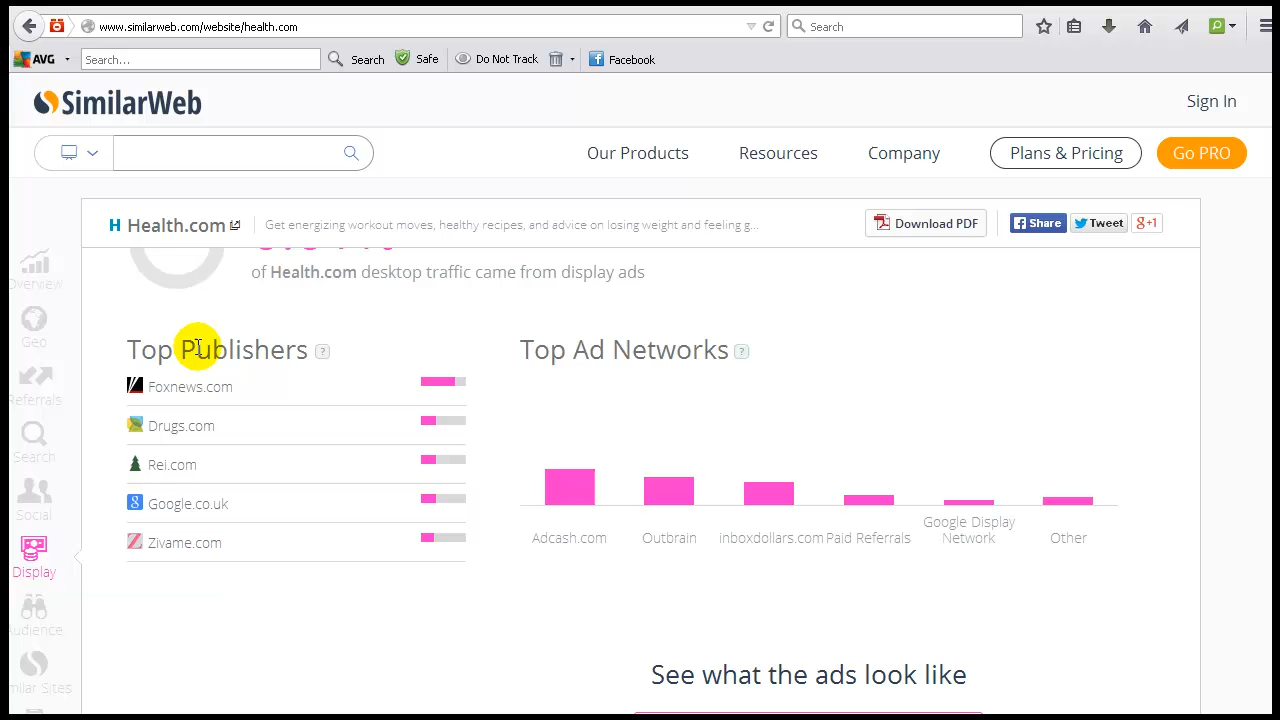 www.similarweb.com/website/health.com
Search
AVG
Search...
Search
Safe
Do Not Track
Facebook
SimilarWeb
Sign In
Our Products
Resources
Company
Plans & Pricing
Go PRO
H Health.com
Get energizing workout moves, healthy recipes, and advice on losing weight and feeling g...
Download PDF
Share
Tweet
g+1
of Health.com desktop traffic came from display ads
Overview
Geo
Referrals
Search
Social
Display
Audience
milar Sites
Top Publishers ?
Foxnews.com
Drugs.com
Rei.com
Google.co.uk
Zivame.com
Top Ad Networks ?
Adcash.com
Outbrain
inboxdollars.com
Paid Referrals
Google Display
Network
Other
See what the ads look like